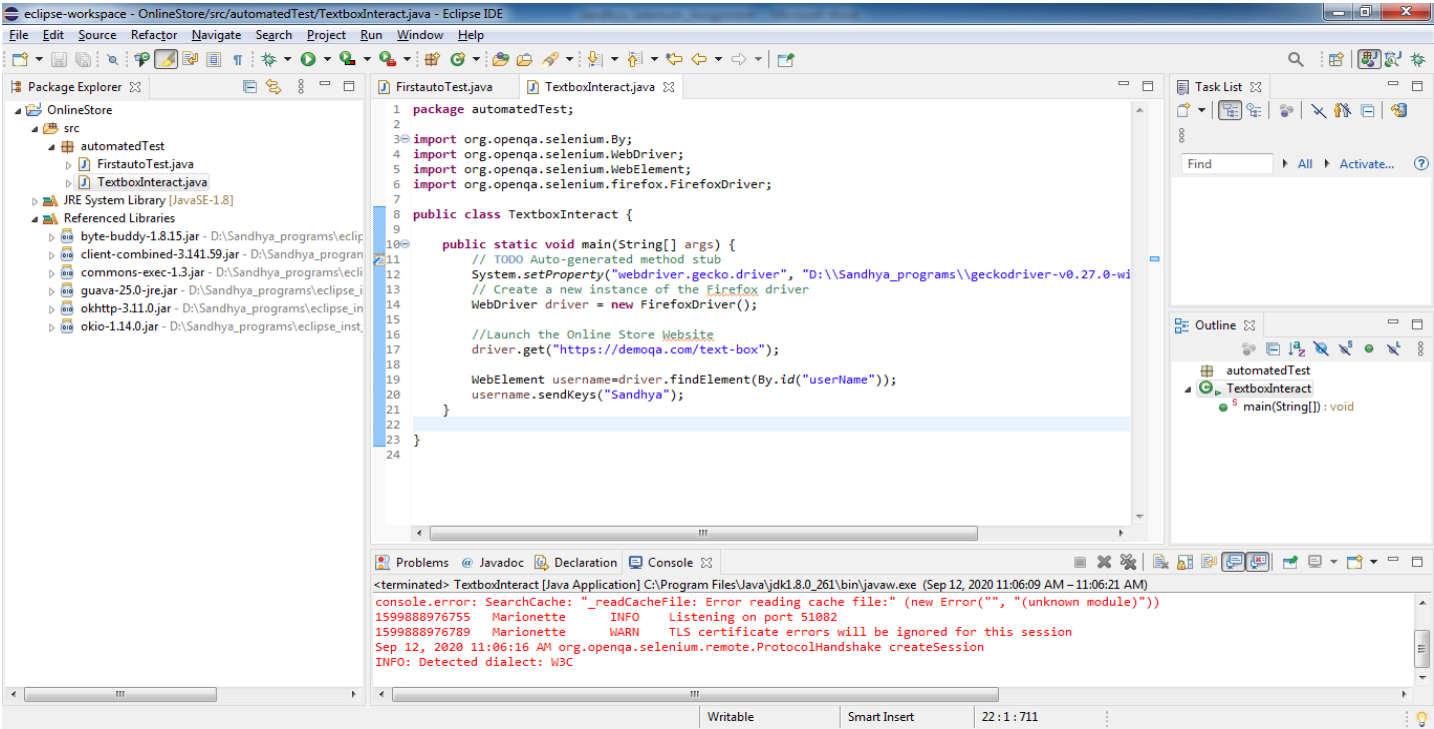 eclipse-workspace - OnlineStore/src/automatedTest/TextboxInteract.java - Eclipse IDE
File Edit Source Refactor Navigate Search Project Run Window Help
Package Explorer
OnlineStore
src
automatedTest
FirstautoTest.java
TextboxInteract.java
JRE System Library [JavaSE-1.8]
Referenced Libraries
byte-buddy-1.8.15.jar - D:\Sandhya_programs\eclip
client-combined-3.141.59.jar - D:\Sandhya_program
commons-exec-1.3.jar - D:\Sandhya_programs\ecli
guava-25.0-jre.jar - D:\Sandhya_programs\eclipse_i
okhttp-3.11.0.jar - D:\Sandhya_programs\eclipse_in
okio-1.14.0.jar - D:\Sandhya_programs\eclipse_inst
FirstautoTest.java TextboxInteract.java
1 package automatedTest;
2
3 import org.openqa.selenium.By;
4 import org.openqa.selenium.WebDriver;
5 import org.openqa.selenium.WebElement;
6 import org.openqa.selenium.firefox.FirefoxDriver;
7
8 public class TextboxInteract {
9
10 public static void main(String[] args) {
11 // TODO Auto-generated method stub
12 System.setProperty("webdriver.gecko.driver", "D:\\Sandhya_programs\\geckodriver-v0.27.0-wi
13 // Create a new instance of the Firefox driver
14 WebDriver driver = new FirefoxDriver();
15
16 //Launch the Online Store Website
17 driver.get("https://demoqa.com/text-box");
18
19 WebElement username=driver.findElement(By.id("userName"));
20 username.sendKeys("Sandhya");
21 }
22
23 }
24
Task List
Find All Activate...
Outline
automatedTest
TextboxInteract
main(String[]) : void
Problems @ Javadoc Declaration Console
<terminated> TextboxInteract [Java Application] C:\Program Files\Java\jdk1.8.0_261\bin\javaw.exe (Sep 12, 2020 11:06:09 AM – 11:06:21 AM)
console.error: SearchCache: "_readCacheFile: Error reading cache file:" (new Error("", "(unknown module)"))
1599888976755 Marionette INFO Listening on port 51082
1599888976789 Marionette WARN TLS certificate errors will be ignored for this session
Sep 12, 2020 11:06:16 AM org.openqa.selenium.remote.ProtocolHandshake createSession
INFO: Detected dialect: W3C
Writable Smart Insert 22 : 1 : 711